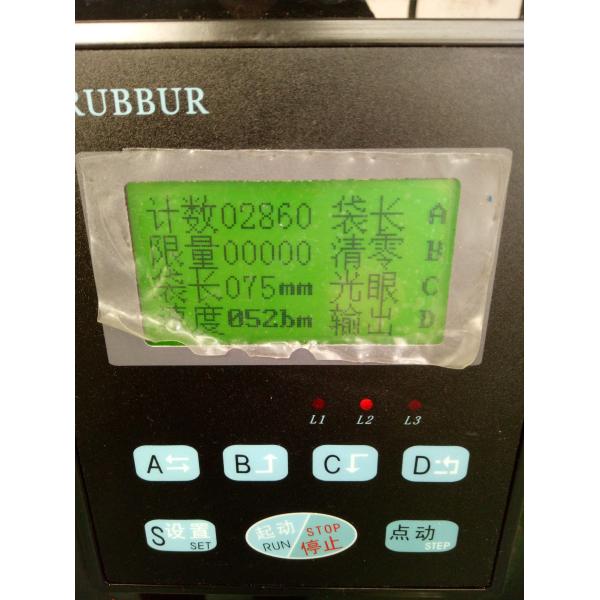 RUBBUR
计数02860 袋长 A
限量00000 清零 B
袋长075mm 光眼 C
速度052bm 输出 D
L1 L2 L3
A B C D
S设置 SET 起动 RUN / STOP 停止 点动 STEP